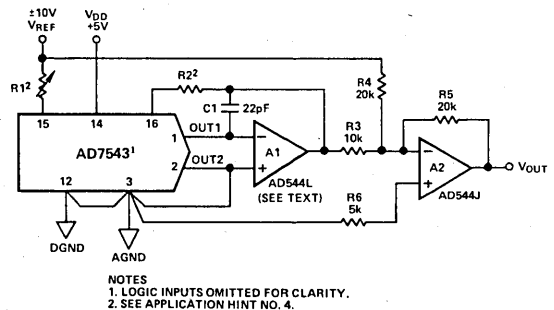 ±10V
VREF
VDD
+5V
R1²
R2²
C1
22pF
R4
20k
R5
20k
15
14
16
AD7543¹
OUT1
1
OUT2
2
−
A1
+
AD544L
(SEE TEXT)
R3
10k
−
A2
+
AD544J
VOUT
12
3
R6
5k
DGND
AGND
NOTES
1. LOGIC INPUTS OMITTED FOR CLARITY.
2. SEE APPLICATION HINT NO. 4.